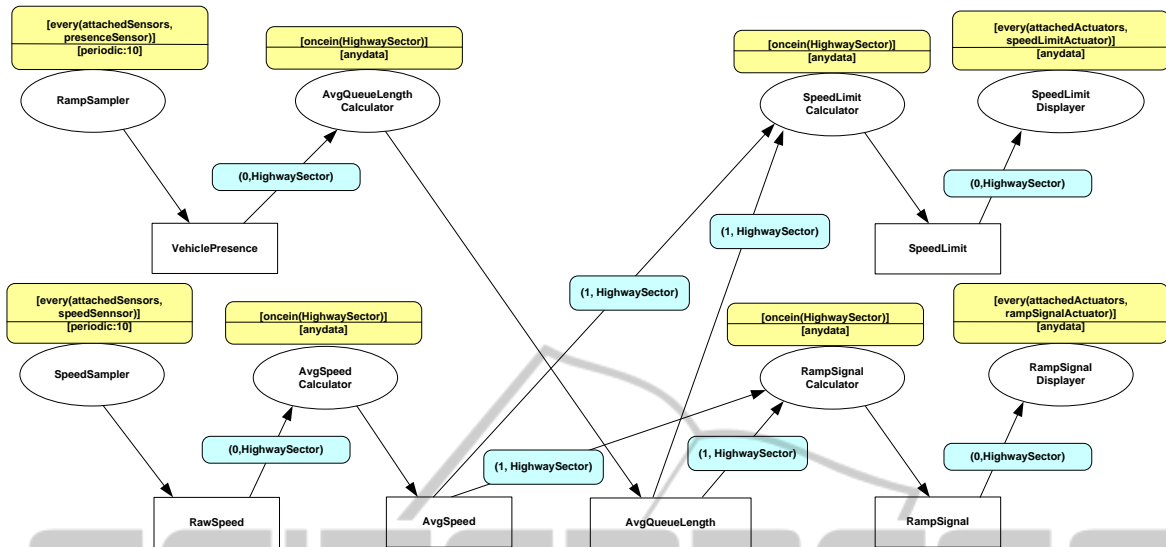 [every(attachedSensors,
presenceSensor)]
[periodic:10]
RampSampler
[oncein(HighwaySector)]
[anydata]
AvgQueueLength
Calculator
[oncein(HighwaySector)]
[anydata]
SpeedLimit
Calculator
[every(attachedActuators,
speedLimitActuator)]
[anydata]
SpeedLimit
Displayer
(0,HighwaySector)
(0,HighwaySector)
(1, HighwaySector)
VehiclePresence
SpeedLimit
(1, HighwaySector)
[every(attachedSensors,
speedSennsor)]
[periodic:10]
SpeedSampler
[oncein(HighwaySector)]
[anydata]
AvgSpeed
Calculator
[oncein(HighwaySector)]
[anydata]
RampSignal
Calculator
[every(attachedActuators,
rampSignalActuator)]
[anydata]
RampSignal
Displayer
(0,HighwaySector)
(1, HighwaySector)
(1, HighwaySector)
(0,HighwaySector)
RawSpeed
AvgSpeed
AvgQueueLength
RampSignal